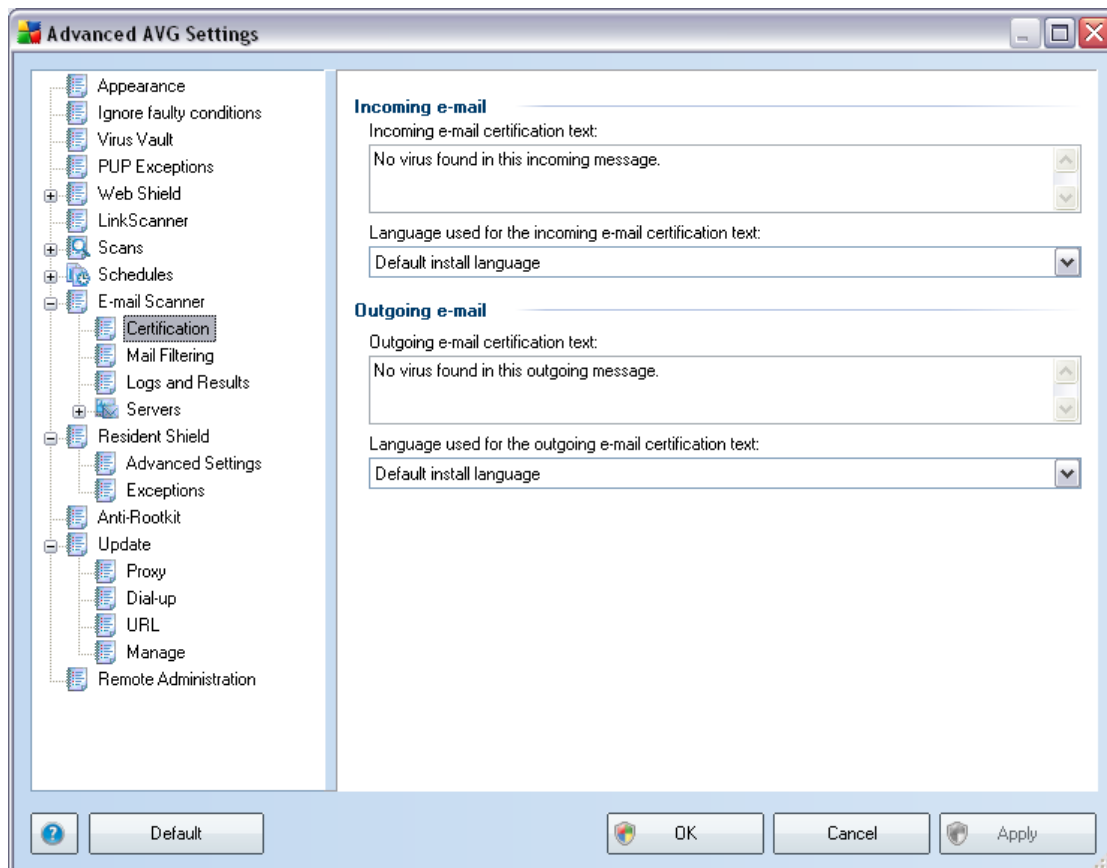 Advanced AVG Settings
Appearance
Ignore faulty conditions
Virus Vault
PUP Exceptions
Web Shield
LinkScanner
Scans
Schedules
E-mail Scanner
Certification
Mail Filtering
Logs and Results
Servers
Resident Shield
Advanced Settings
Exceptions
Anti-Rootkit
Update
Proxy
Dial-up
URL
Manage
Remote Administration
Incoming e-mail
Incoming e-mail certification text:
No virus found in this incoming message.
Language used for the incoming e-mail certification text:
Default install language
Outgoing e-mail
Outgoing e-mail certification text:
No virus found in this outgoing message.
Language used for the outgoing e-mail certification text:
Default install language
? Default OK Cancel Apply